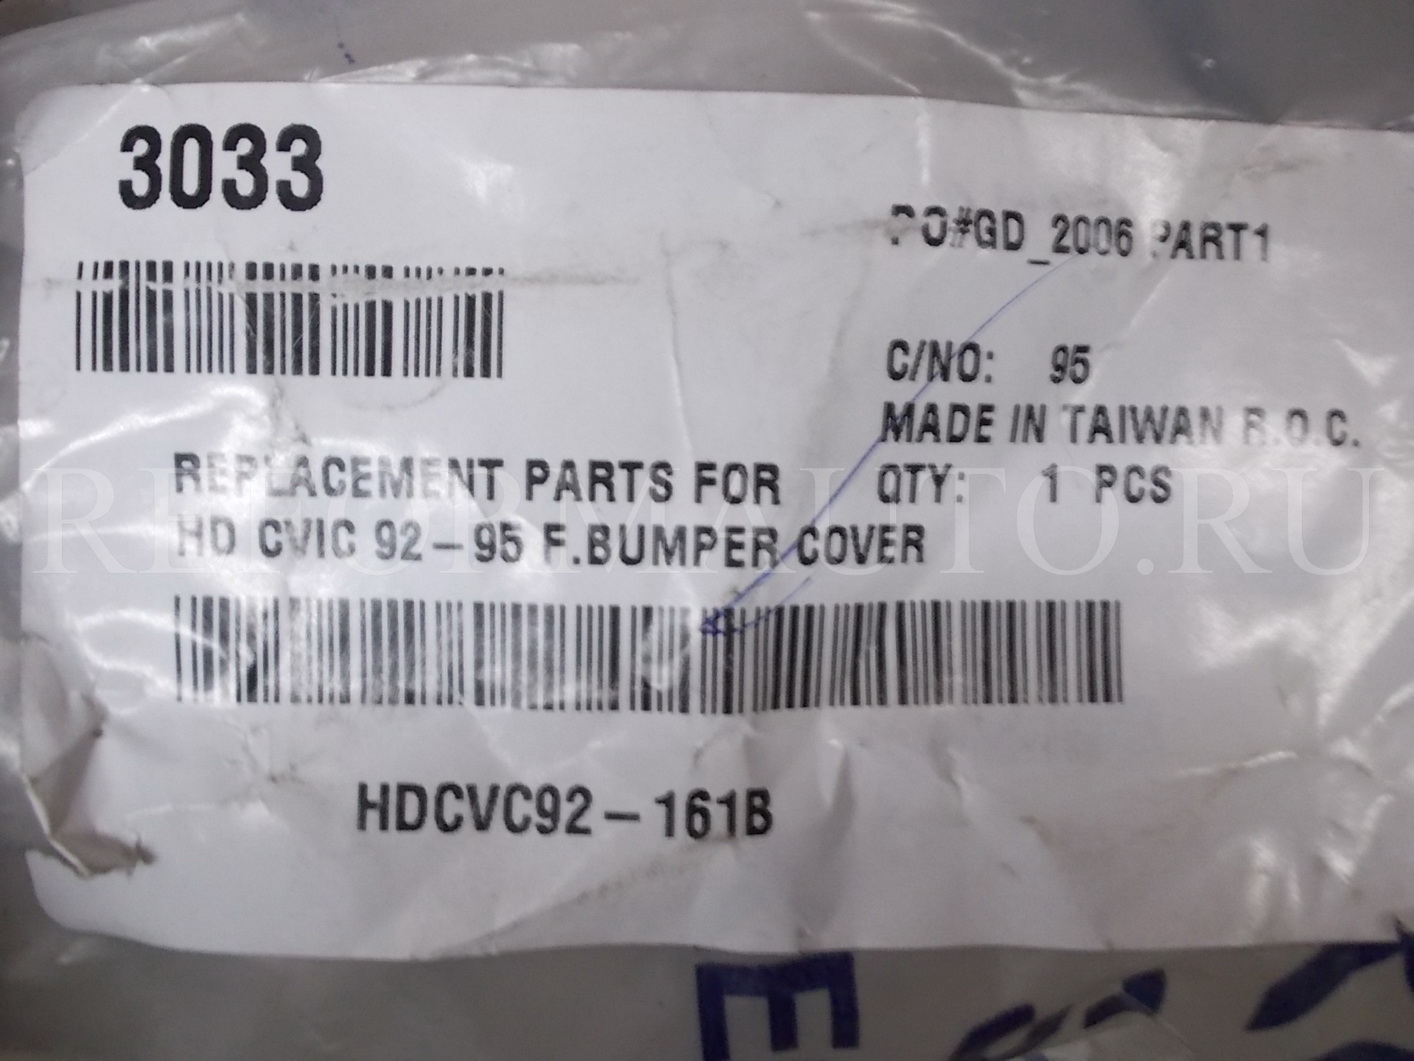 3033
PO#GD_2006 PART1
C/NO: 95
MADE IN TAIWAN R.O.C.
REPLACEMENT PARTS FOR QTY: 1 PCS
HD CVIC 92-95 F.BUMPER COVER
REFORMAUTO.RU
HDCVC92-161B